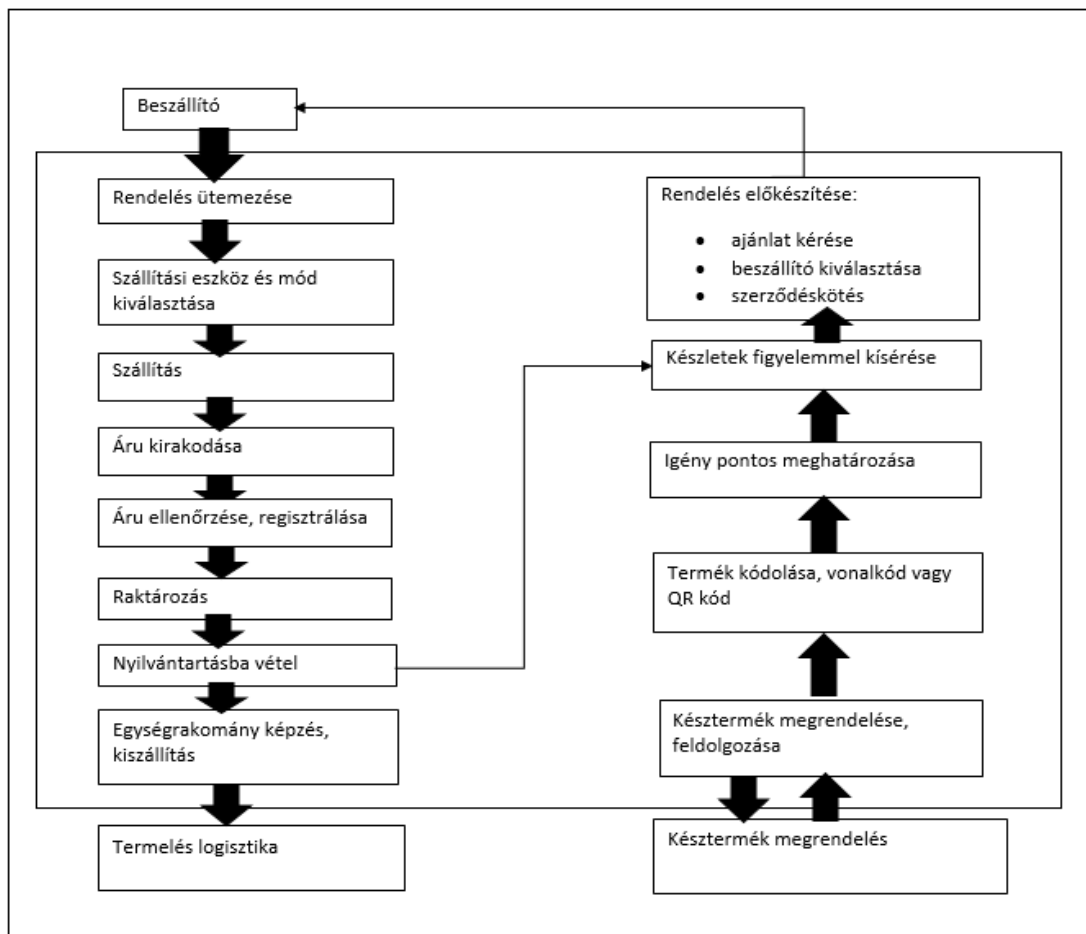 Beszállító
Rendelés ütemezése
Szállítási eszköz és mód
kiválasztása
Szállítás
Áru kirakodása
Áru ellenőrzése, regisztrálása
Raktározás
Nyilvántartásba vétel
Egységrakomány képzés,
kiszállítás
Termelés logisztika
Rendelés előkészítése:
• ajánlat kérése
• beszállító kiválasztása
• szerződéskötés
Készletek figyelemmel kísérése
Igény pontos meghatározása
Termék kódolása, vonalkód vagy
QR kód
Késztermék megrendelése,
feldolgozása
Késztermék megrendelés